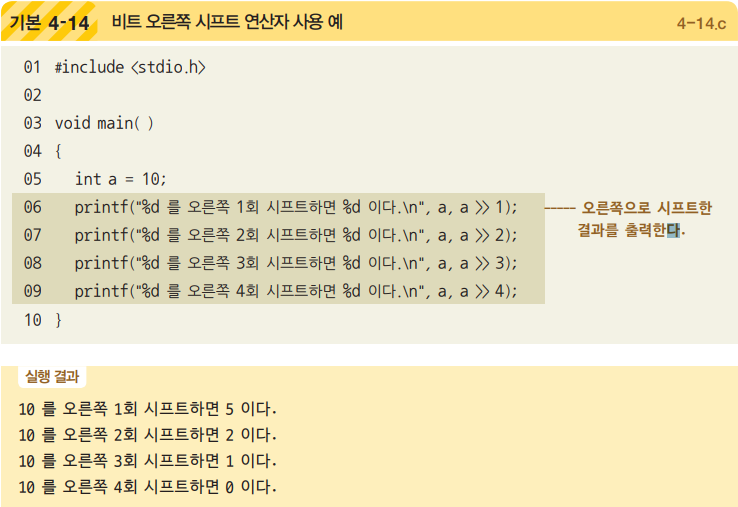 기본 4-14 비트 오른쪽 시프트 연산자 사용 예 4-14.c
01 #include <stdio.h>
02
03 void main( )
04 {
05 int a = 10;
06 printf("%d 를 오른쪽 1회 시프트하면 %d 이다.\n", a, a >> 1); ----- 오른쪽으로 시프트한
07 printf("%d 를 오른쪽 2회 시프트하면 %d 이다.\n", a, a >> 2); 결과를 출력한다.
08 printf("%d 를 오른쪽 3회 시프트하면 %d 이다.\n", a, a >> 3);
09 printf("%d 를 오른쪽 4회 시프트하면 %d 이다.\n", a, a >> 4);
10 }
실행 결과
10 를 오른쪽 1회 시프트하면 5 이다.
10 를 오른쪽 2회 시프트하면 2 이다.
10 를 오른쪽 3회 시프트하면 1 이다.
10 를 오른쪽 4회 시프트하면 0 이다.